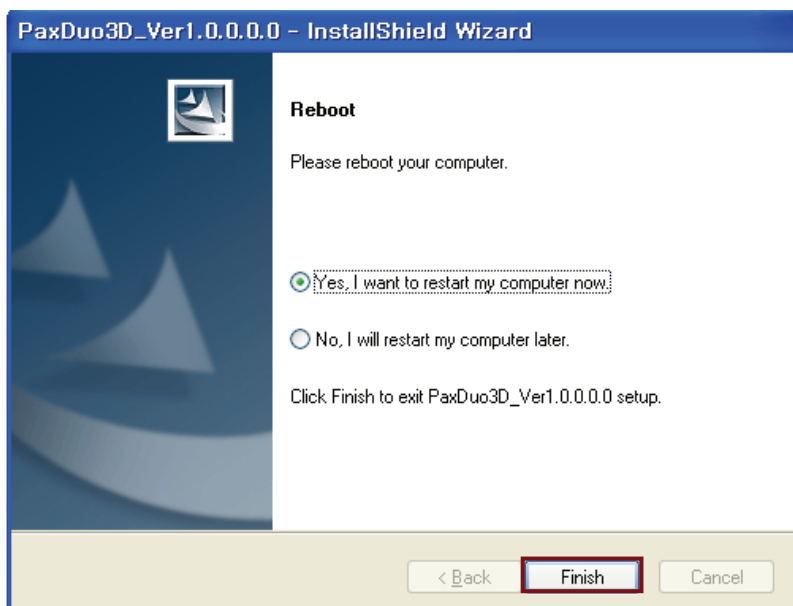 PaxDuo3D_Ver1.0.0.0.0 - InstallShield Wizard
Reboot
Please reboot your computer.
Yes, I want to restart my computer now.
No, I will restart my computer later.
Click Finish to exit PaxDuo3D_Ver1.0.0.0.0 setup.
< Back Finish Cancel